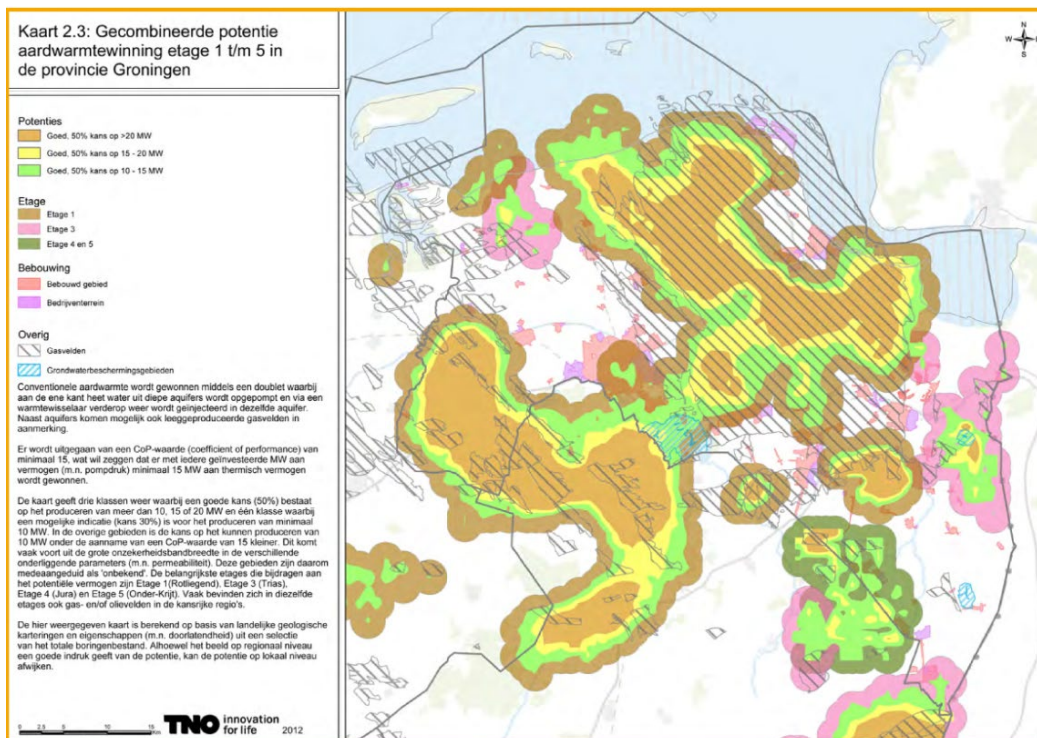 Kaart 2.3: Gecombineerde potentie
aardwarmtewinning etage 1 t/m 5 in
de provincie Groningen
Potenties
Goed, 50% kans op >20 MW
Goed, 50% kans op 15 - 20 MW
Goed, 50% kans op 10 - 15 MW
Etage
Etage 1
Etage 3
Etage 4 en 5
Bebouwing
Bebouwd gebied
Bedrijventerrein
Overig
Gasvelden
Grondwaterbeschermingsgebieden
Conventionele aardwarmte wordt gewonnen middels een doublet waarbij
aan de ene kant heet water uit diepe aquifers wordt opgepompt en via een
warmtewisselaar verderop weer wordt geïnjecteerd in dezelfde aquifer.
Naast aquifers komen mogelijk ook leeggeproduceerde gasvelden in
aanmerking.
Er wordt uitgegaan van een CoP-waarde (coefficient of performance) van
minimaal 15, wat wil zeggen dat er met iedere geïnvesteerde MW aan
vermogen (m.n. pompdruk) minimaal 15 MW aan thermisch vermogen
wordt gewonnen.
De kaart geeft drie klassen weer waarbij een goede kans (50%) bestaat
op het produceren van meer dan 10, 15 of 20 MW en één klasse waarbij
een mogelijke indicatie (kans 30%) is voor het produceren van minimaal
10 MW. In de overige gebieden is de kans op het kunnen produceren van
10 MW onder de aanname van een CoP-waarde van 15 kleiner. Dit komt
vaak voort uit de grote onzekerheidsbandbreedte in de verschillende
onderliggende parameters (m.n. permeabiliteit). Deze gebieden zijn daarom
medeaangeduid als 'onbekend'. De belangrijkste etages die bijdragen aan
het potentiële vermogen zijn Etage 1(Rotliegend), Etage 3 (Trias),
Etage 4 (Jura) en Etage 5 (Onder-Krijt). Vaak bevinden zich in diezelfde
etages ook gas- en/of olievelden in de kansrijke regio's.
De hier weergegeven kaart is berekend op basis van landelijke geologische
karteringen en eigenschappen (m.n. doorlatendheid) uit een selectie
van het totale boringenbestand. Alhoewel het beeld op regionaal niveau
een goede indruk geeft van de potentie, kan de potentie op lokaal niveau
afwijken.
0 2.5 5 10 15
TNO innovation
for life 2012
N
W
S